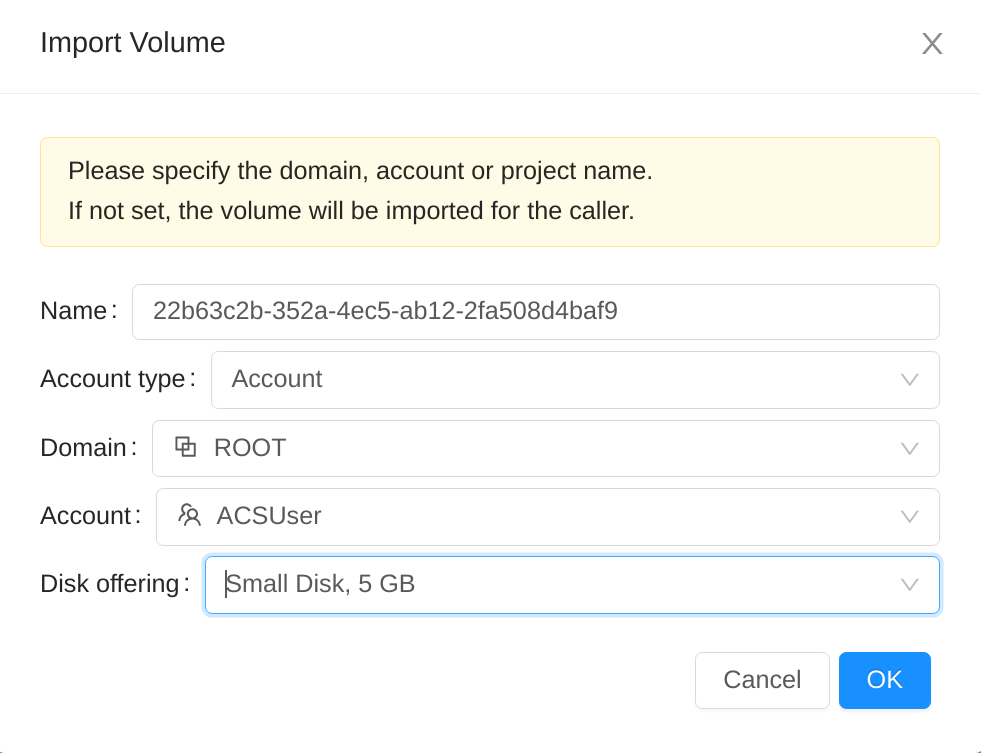 Import Volume
Please specify the domain, account or project name.
If not set, the volume will be imported for the caller.
Name: 22b63c2b-352a-4ec5-ab12-2fa508d4baf9
Account type: Account
Domain: ROOT
Account: ACSUser
Disk offering: Small Disk, 5 GB
Cancel OK